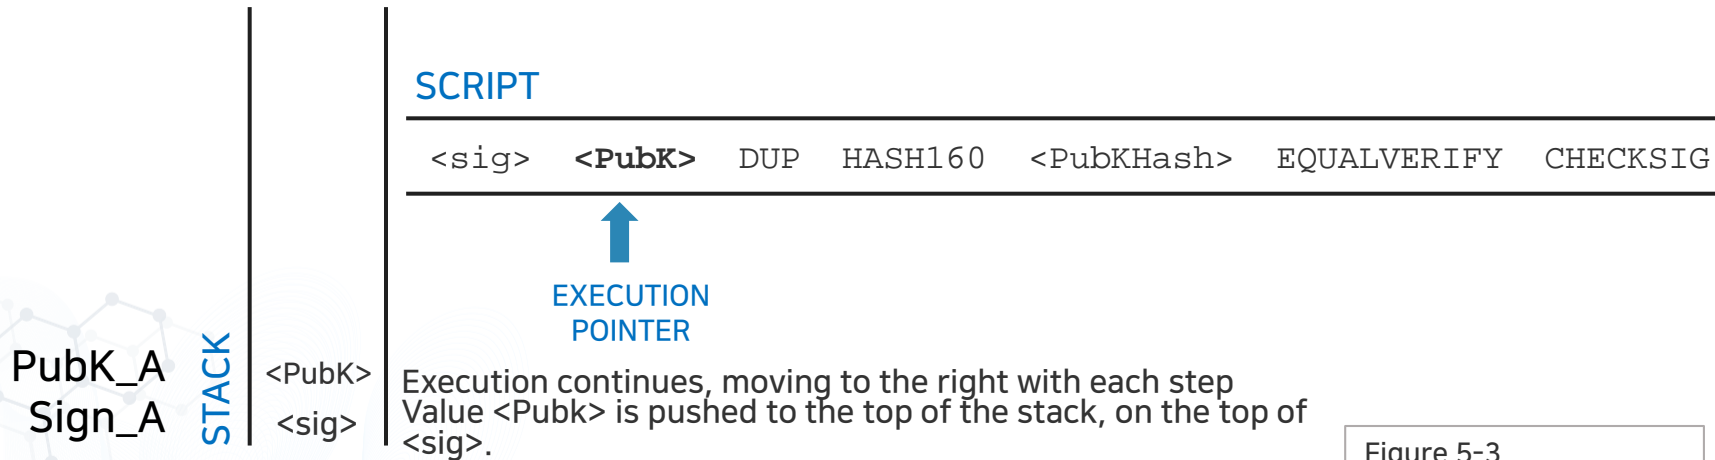 SCRIPT
<sig> <PubK> DUP HASH160 <PubKHash> EQUALVERIFY CHECKSIG
EXECUTION
POINTER
PubK_A
Sign_A
STACK
<PubK>
<sig>
Execution continues, moving to the right with each step
Value <Pubk> is pushed to the top of the stack, on the top of
<sig>.
Figure 5-3